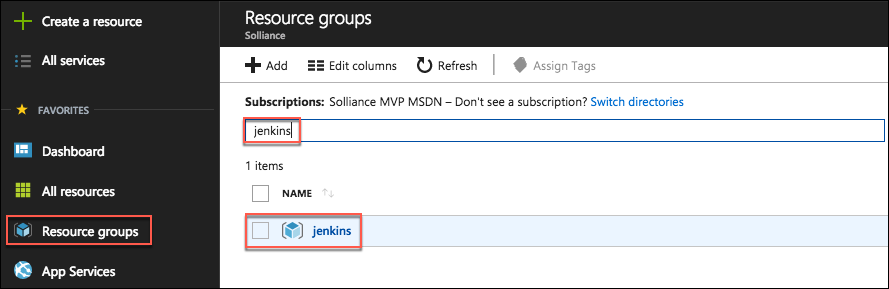 Create a resource
All services
FAVORITES
Dashboard
All resources
Resource groups
App Services
Resource groups
Solliance
Add
Edit columns
Refresh
Assign Tags
Subscriptions: Solliance MVP MSDN – Don't see a subscription? Switch directories
jenkins
1 items
NAME
jenkins